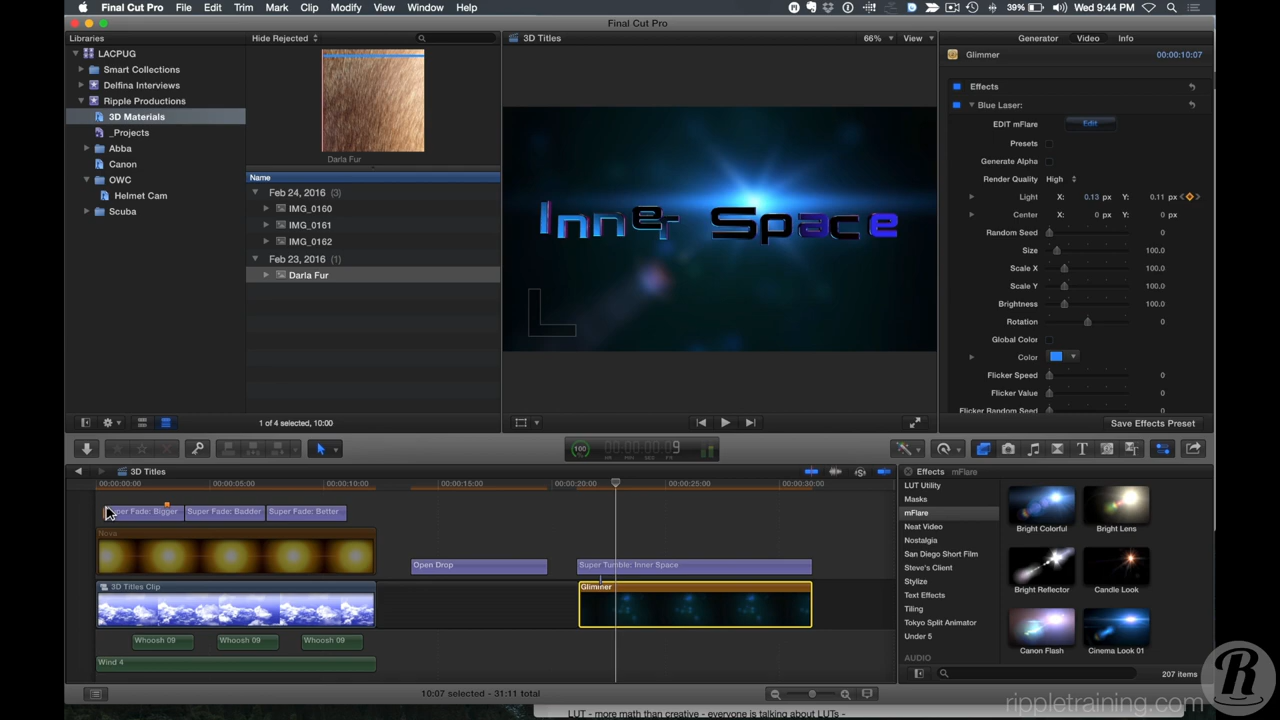 Final Cut Pro File Edit Trim Mark Clip Modify View Window Help 39% Wed 9:44 PM
Final Cut Pro
Libraries
Hide Rejected
3D Titles
66%
View
Generator Video Info
LACPUG
Smart Collections
Delfina Interviews
Ripple Productions
3D Materials
_Projects
Abba
Canon
OWC
Helmet Cam
Scuba
Darla Fur
Name
Feb 24, 2016 (3)
IMG_0160
IMG_0161
IMG_0162
Feb 23, 2016 (1)
Darla Fur
Inner Space
Glimmer 00:00:10:07
Effects
Blue Laser:
EDIT mFlare Edit
Presets
Generate Alpha
Render Quality High
Light X: 0.13 px Y: 0.11 px
Center X: 0 px Y: 0 px
Random Seed 0
Size 100.0
Scale X 100.0
Scale Y 100.0
Brightness 100.0
Rotation 0
Global Color
Color
Flicker Speed 0
Flicker Value 0
Flicker Random Seed
1 of 4 selected, 10:00
Save Effects Preset
100
9
3D Titles
00:00:00:00 00:00:05:00 00:00:10:00 00:00:15:00 00:00:20:00 00:00:25:00 00:00:30:00
Super Fade: Bigger Super Fade: Badder Super Fade: Better
Nova
Open Drop
Super Tumble: Inner Space
3D Titles Clip
Glimmer
Whoosh 09 Whoosh 09 Whoosh 09
Wind 4
Effects mFlare
LUT Utility
Masks
mFlare
Neat Video
Nostalgia
San Diego Short Film
Steve's Client
Stylize
Text Effects
Tiling
Tokyo Split Animator
Under 5
AUDIO
Bright Colorful Bright Lens
Bright Reflector Candle Look
Canon Flash Cinema Look 01
207 items
10:07 selected - 31:11 total
R
rippletraining.com
LUT - more math than creative - everyone is talking about LUTs -